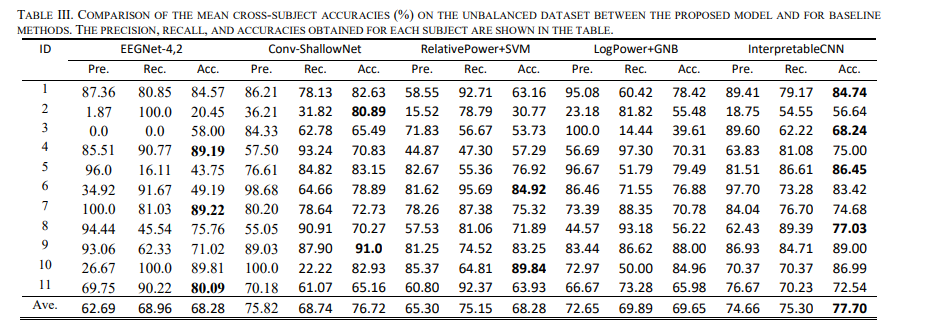 TABLE III. COMPARISON OF THE MEAN CROSS-SUBJECT ACCURACIES (%) ON THE UNBALANCED DATASET BETWEEN THE PROPOSED MODEL AND FOR BASELINE
METHODS. THE PRECISION, RECALL, AND ACCURACIES OBTAINED FOR EACH SUBJECT ARE SHOWN IN THE TABLE.
ID EEGNet-4,2 Conv-ShallowNet RelativePower+SVM LogPower+GNB InterpretableCNN
Pre. Rec. Acc. Pre. Rec. Acc. Pre. Rec. Acc. Pre. Rec. Acc. Pre. Rec. Acc.
1 87.36 80.85 84.57 86.21 78.13 82.63 58.55 92.71 63.16 95.08 60.42 78.42 89.41 79.17 84.74
2 1.87 100.0 20.45 36.21 31.82 80.89 15.52 78.79 30.77 23.18 81.82 55.48 18.75 54.55 56.64
3 0.0 0.0 58.00 84.33 62.78 65.49 71.83 56.67 53.73 100.0 14.44 39.61 89.60 62.22 68.24
4 85.51 90.77 89.19 57.50 93.24 70.83 44.87 47.30 57.29 56.69 97.30 70.31 63.83 81.08 75.00
5 96.0 16.11 43.75 76.61 84.82 83.15 82.67 55.36 76.92 96.67 51.79 79.49 81.51 86.61 86.45
6 34.92 91.67 49.19 98.68 64.66 78.89 81.62 95.69 84.92 86.46 71.55 76.88 97.70 73.28 83.42
7 100.0 81.03 89.22 80.20 78.64 72.73 78.26 87.38 75.32 73.39 88.35 70.78 84.04 76.70 74.68
8 94.44 45.54 75.76 55.05 90.91 70.27 57.53 81.06 71.89 44.57 93.18 56.22 62.43 89.39 77.03
9 93.06 62.33 71.02 89.03 87.90 91.0 81.25 74.52 83.25 83.44 86.62 88.00 86.93 84.71 89.00
10 26.67 100.0 89.81 100.0 22.22 82.93 85.37 64.81 89.84 72.97 50.00 84.96 70.37 70.37 86.99
11 69.75 90.22 80.09 70.18 61.07 65.16 60.80 92.37 63.93 66.67 73.28 65.98 76.67 70.23 72.54
Ave. 62.69 68.96 68.28 75.82 68.74 76.72 65.30 75.15 68.28 72.65 69.89 69.65 74.66 75.30 77.70